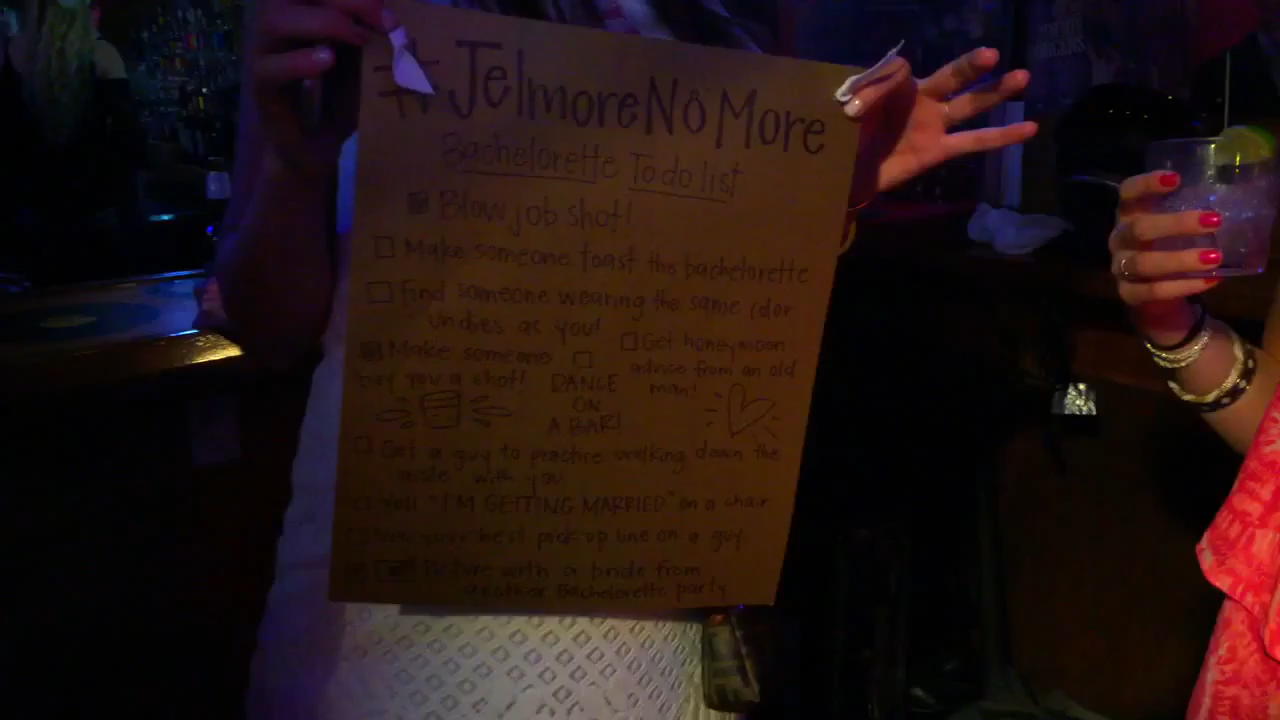 #JelmoreNoMore
Bachelorette To do list
Blow job shot!
Make someone toast the bachelorette
Find someone wearing the same color
undies as you!
Make someone
buy you a shot!
DANCE
ON
A BAR!
Get honeymoon
advice from an old
man!
Get a guy to practice walking down the
aisle with you
Yell "I'M GETTING MARRIED" on a chair
Use your best pick up line on a guy
Picture with a bride from
another Bachelorette party